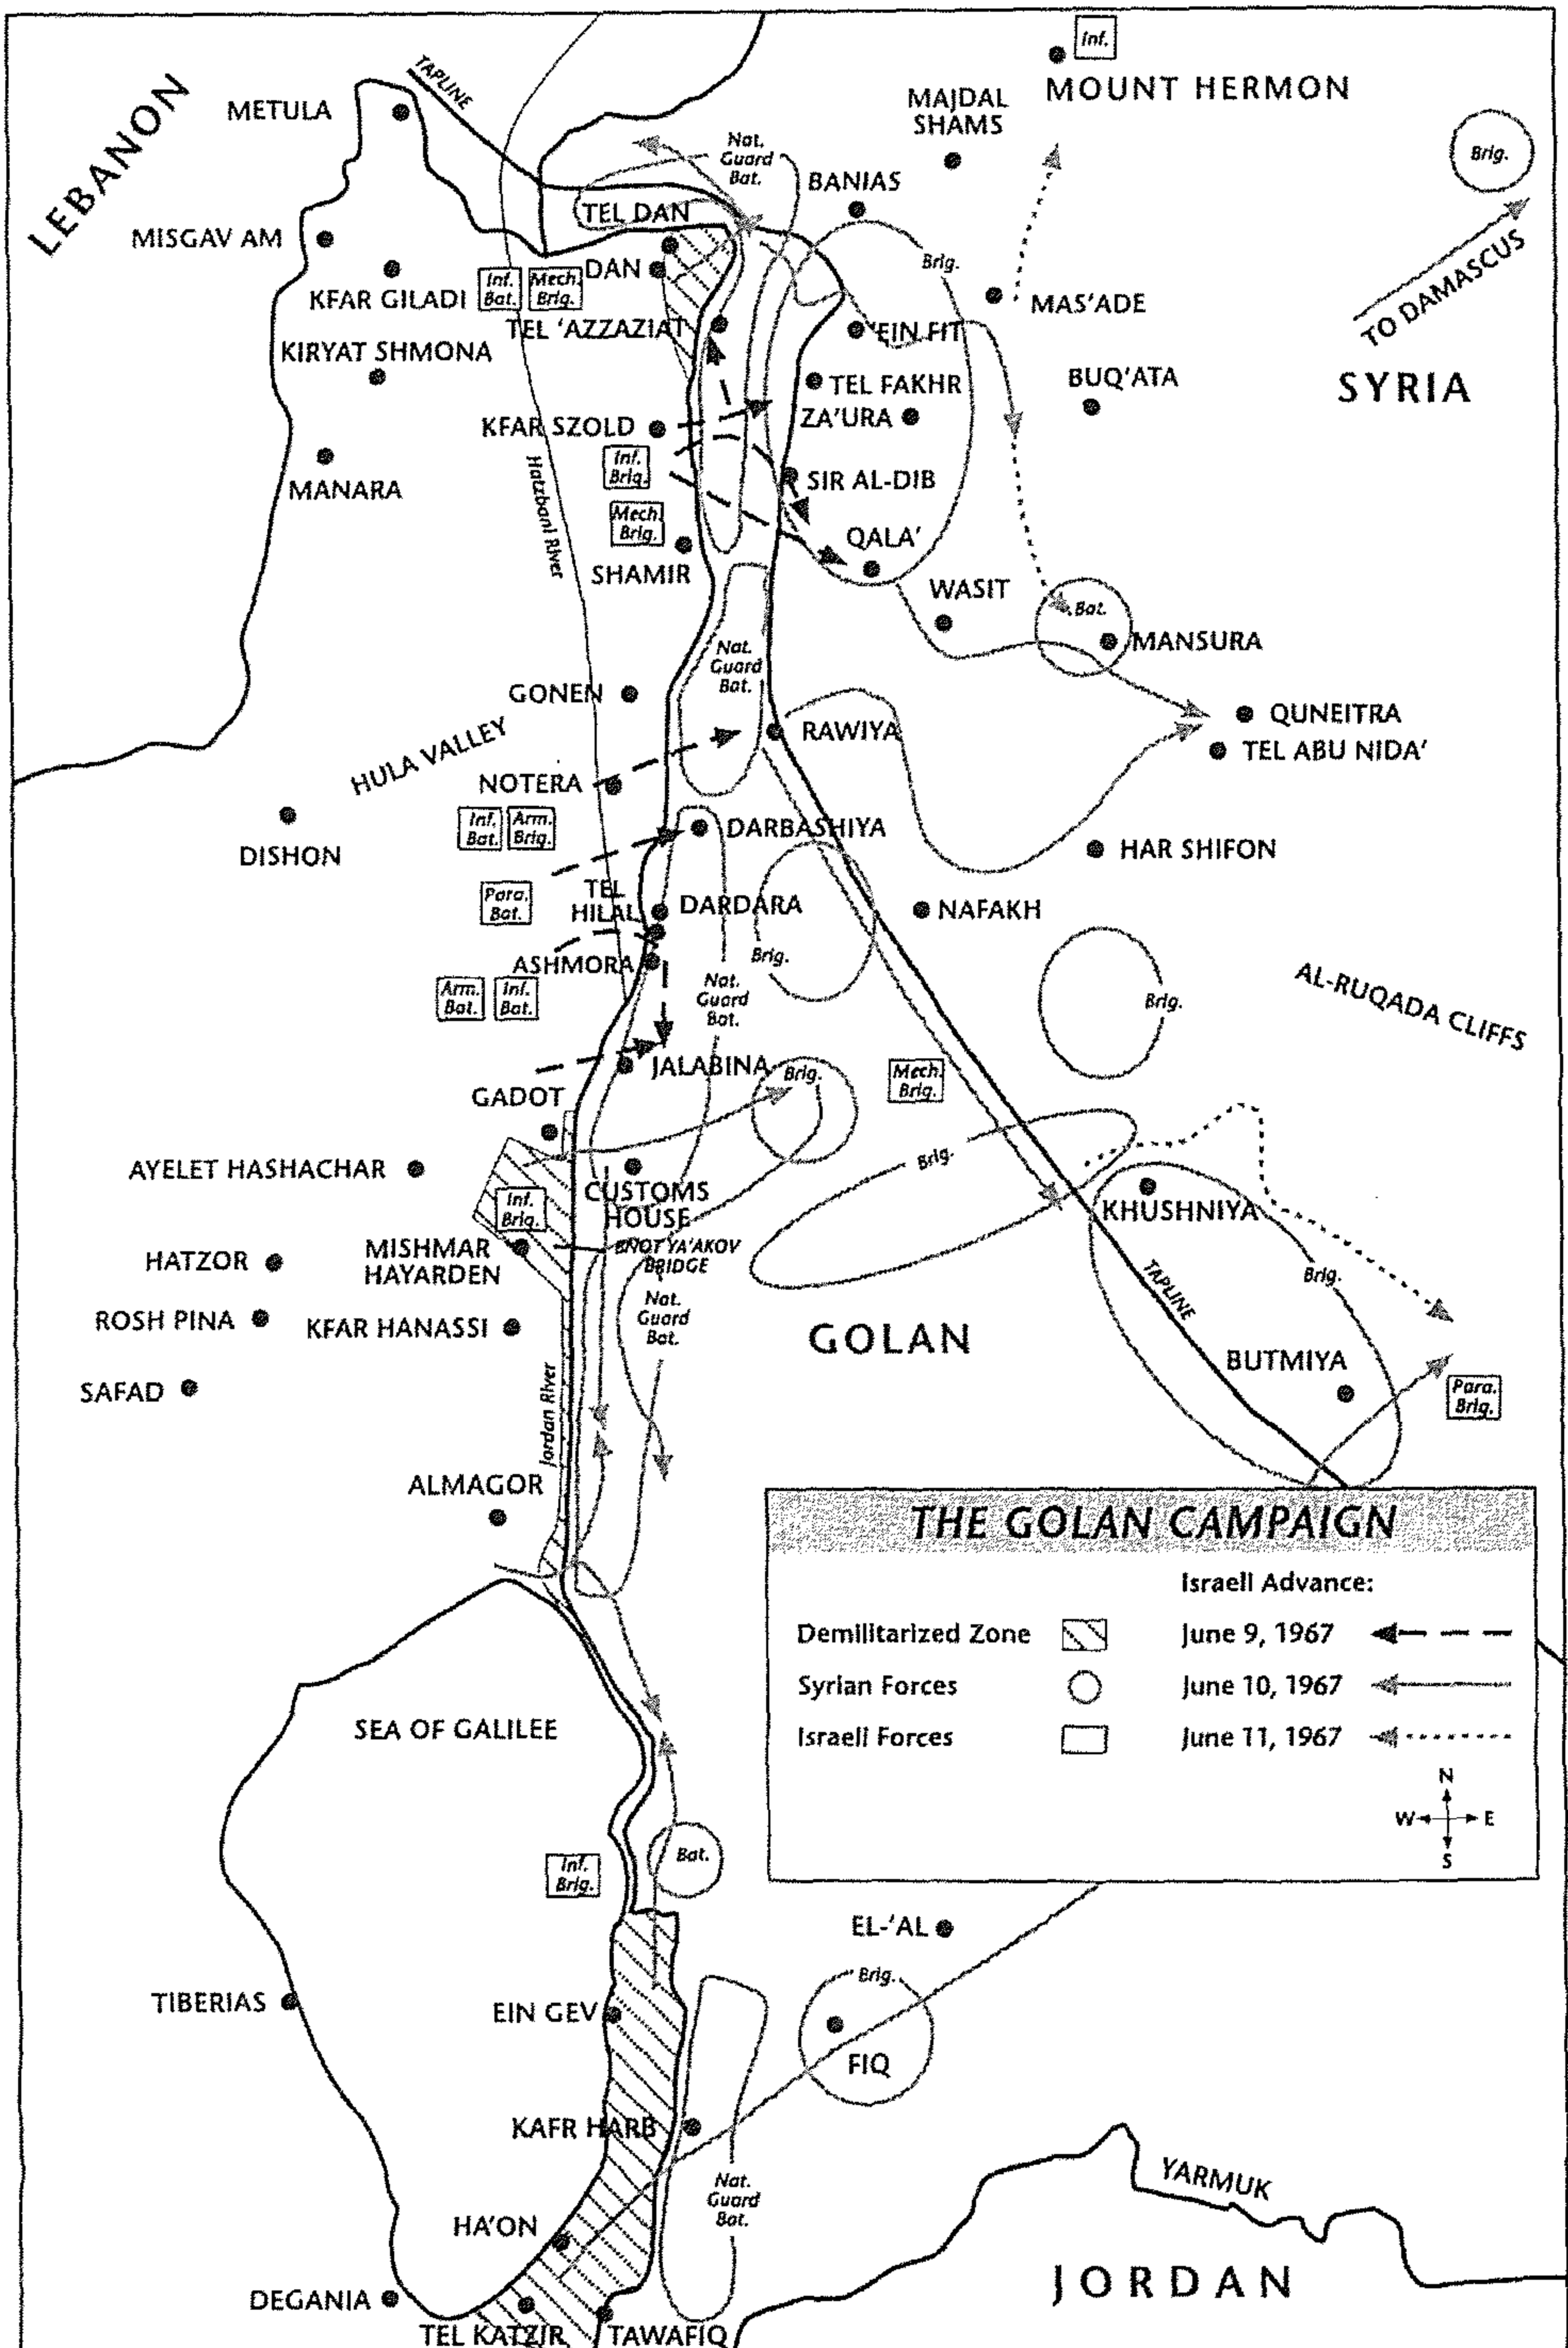 Inf.
MOUNT HERMON
LEBANON
TAPLINE
METULA
MAJDAL
SHAMS
Nat.
Guard
Bat.
Brig.
BANIAS
TEL DAN
MISGAV AM
TO DAMASCUS
Brig.
DAN
KFAR GILADI
Inf.
Bat.
Mech.
Brig.
MAS'ADE
TEL 'AZZAZIAT
'EIN FIT
KIRYAT SHMONA
TEL FAKHR
BUQ'ATA
SYRIA
ZA'URA
KFAR SZOLD
Inf.
Brig.
MANARA
Hatzbani River
SIR AL-DIB
Mech.
Brig.
QALA'
SHAMIR
WASIT
Bat.
MANSURA
Nat.
Guard
Bat.
GONEN
QUNEITRA
RAWIYA
TEL ABU NIDA'
HULA VALLEY
NOTERA
Inf.
Bat.
Arm.
Brig.
DARBASHIYA
DISHON
HAR SHIFON
Para.
Bat.
TEL
HILAL
DARDARA
NAFAKH
Brig.
ASHMORA
Arm.
Bat.
Inf.
Bat.
Nat.
Guard
Bat.
Brig.
AL-RUQADA CLIFFS
JALABINA
Brig.
Mech.
Brig.
GADOT
AYELET HASHACHAR
Brig.
Inf.
Brig.
CUSTOMS
HOUSE
KHUSHNIYA
HATZOR
MISHMAR
HAYARDEN
BNOT YA'AKOV
BRIDGE
Brig.
TAPLINE
ROSH PINA
KFAR HANASSI
Nat.
Guard
Bat.
GOLAN
BUTMIYA
SAFAD
Jordan River
Para.
Brig.
ALMAGOR
THE GOLAN CAMPAIGN
Israeli Advance:
Demilitarized Zone
June 9, 1967
Syrian Forces
June 10, 1967
Israeli Forces
June 11, 1967
N
W E
S
SEA OF GALILEE
Inf.
Brig.
Bat.
EL-'AL
Brig.
TIBERIAS
EIN GEV
FIQ
KAFR HARB
YARMUK
Nat.
Guard
Bat.
HA'ON
JORDAN
DEGANIA
TEL KATZIR
TAWAFIQ